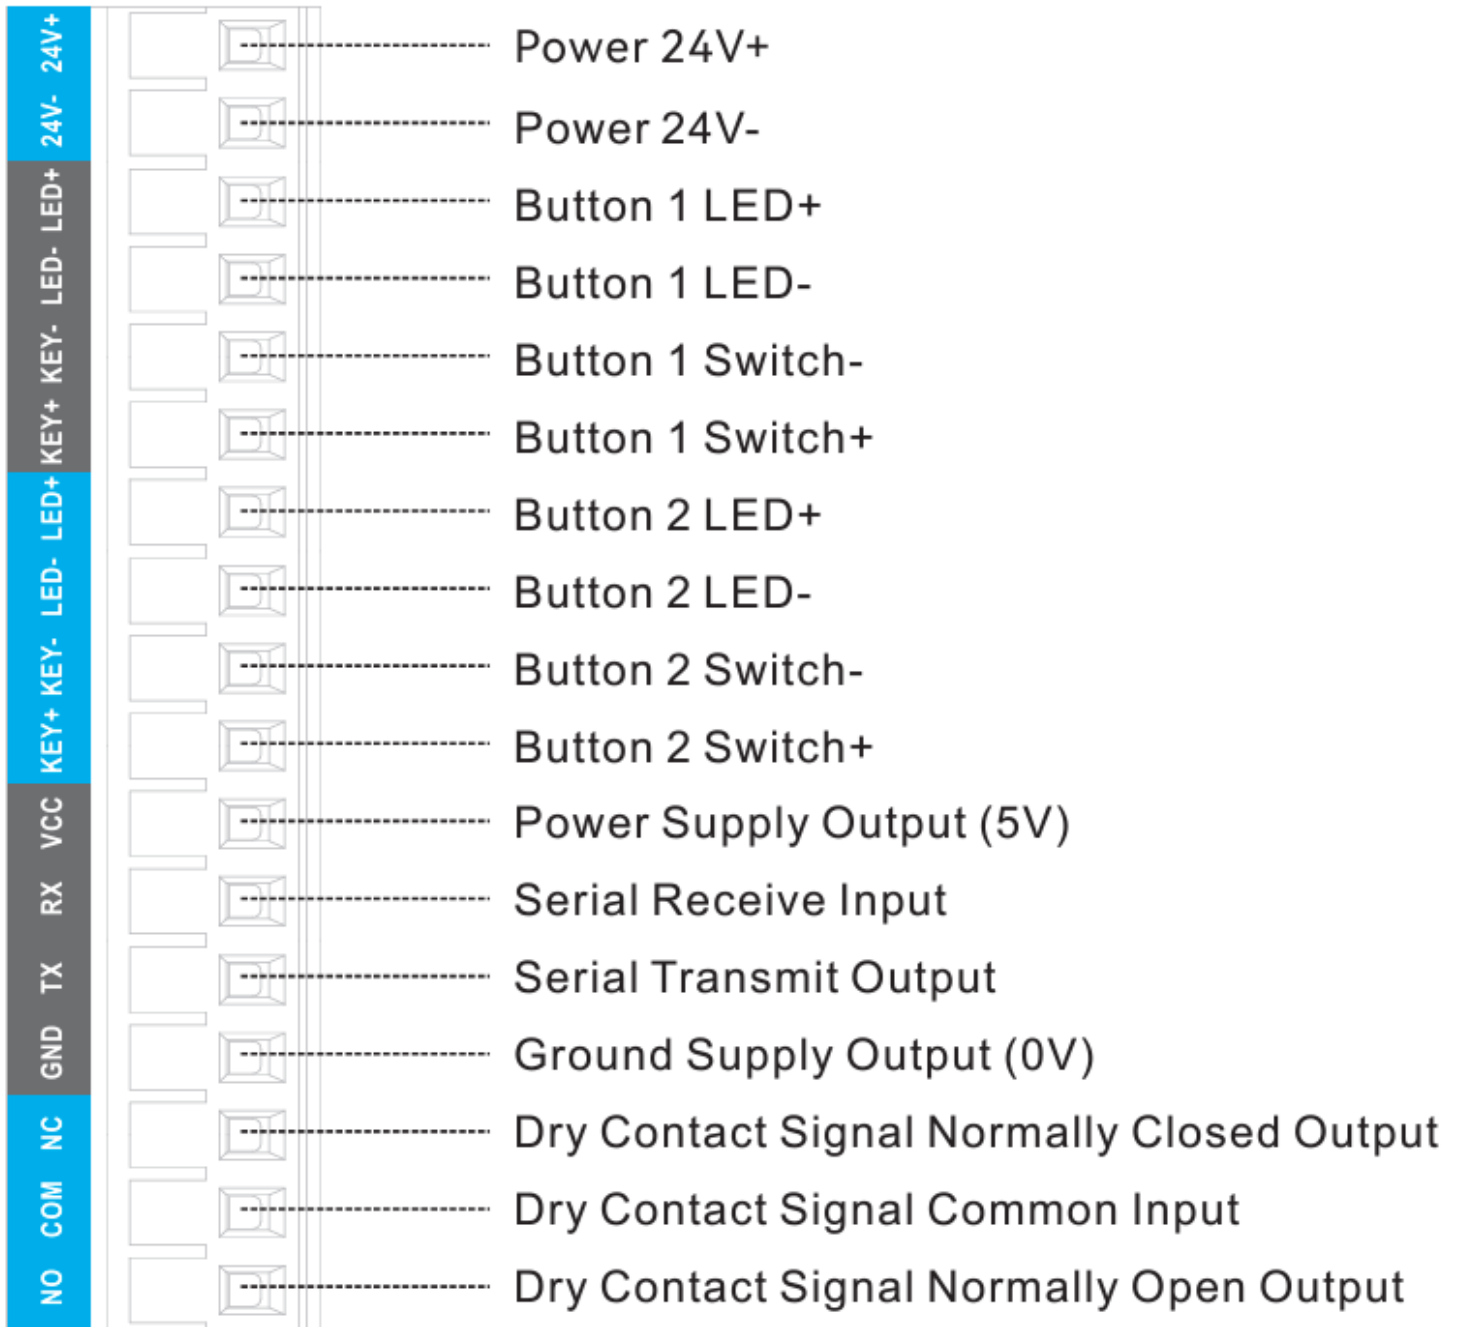 24V+ Power 24V+
24V- Power 24V-
LED+ Button 1 LED+
LED- Button 1 LED-
KEY- Button 1 Switch-
KEY+ Button 1 Switch+
LED+ Button 2 LED+
LED- Button 2 LED-
KEY- Button 2 Switch-
KEY+ Button 2 Switch+
VCC Power Supply Output (5V)
RX Serial Receive Input
TX Serial Transmit Output
GND Ground Supply Output (0V)
NC Dry Contact Signal Normally Closed Output
COM Dry Contact Signal Common Input
NO Dry Contact Signal Normally Open Output